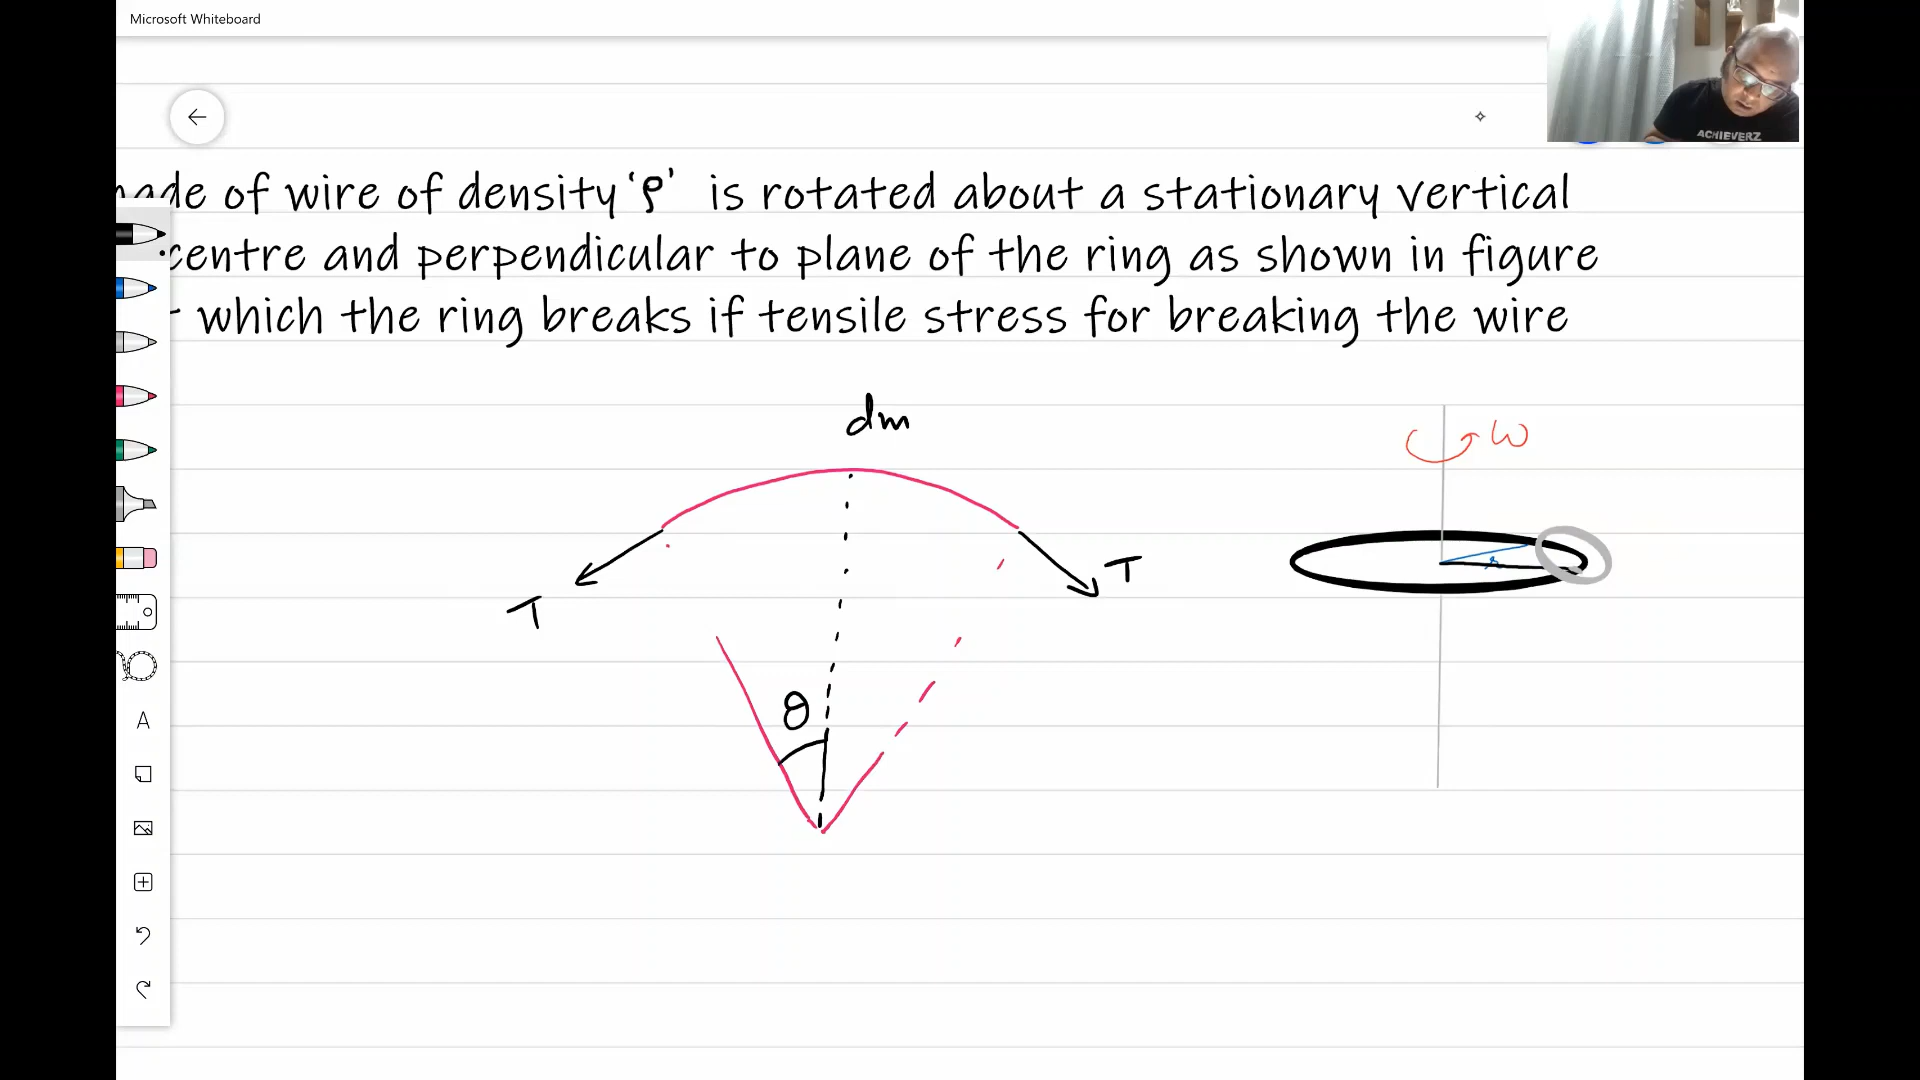 Microsoft Whiteboard
ACHIEVERZ
made of wire of density 'ρ' is rotated about a stationary vertical
centre and perpendicular to plane of the ring as shown in figure
which the ring breaks if tensile stress for breaking the wire
dm
ω
T
T
r
θ
A